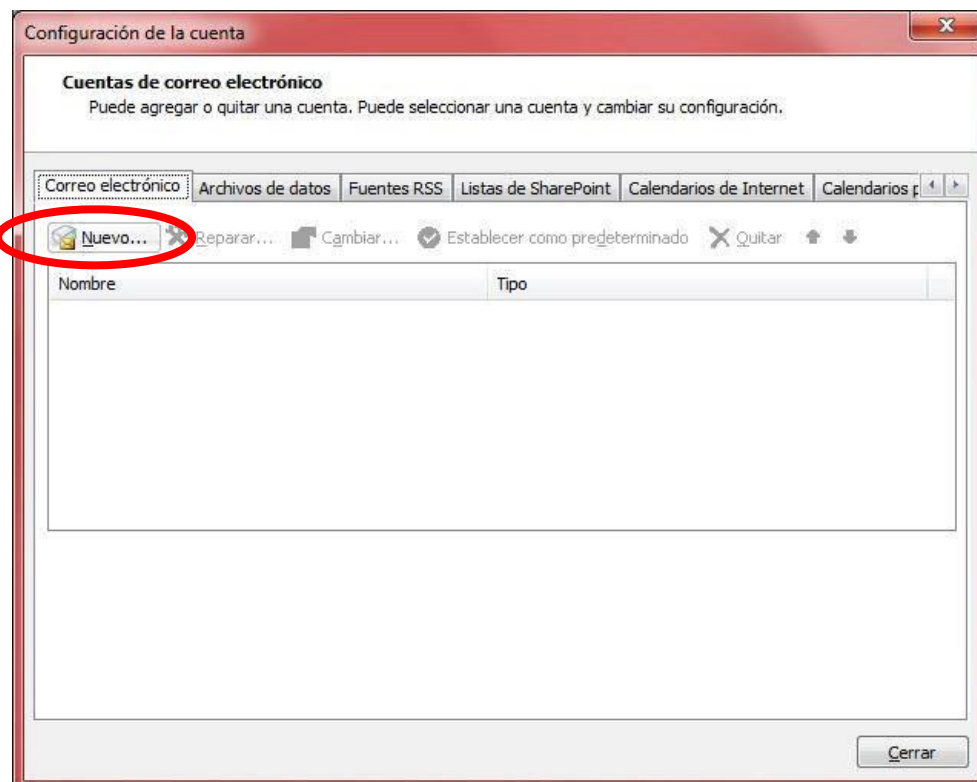 Configuración de la cuenta
Cuentas de correo electrónico
Puede agregar o quitar una cuenta. Puede seleccionar una cuenta y cambiar su configuración.
Correo electrónico Archivos de datos Fuentes RSS Listas de SharePoint Calendarios de Internet Calendarios p
Nuevo... Reparar... Cambiar... Establecer como predeterminado Quitar
Nombre Tipo
Cerrar